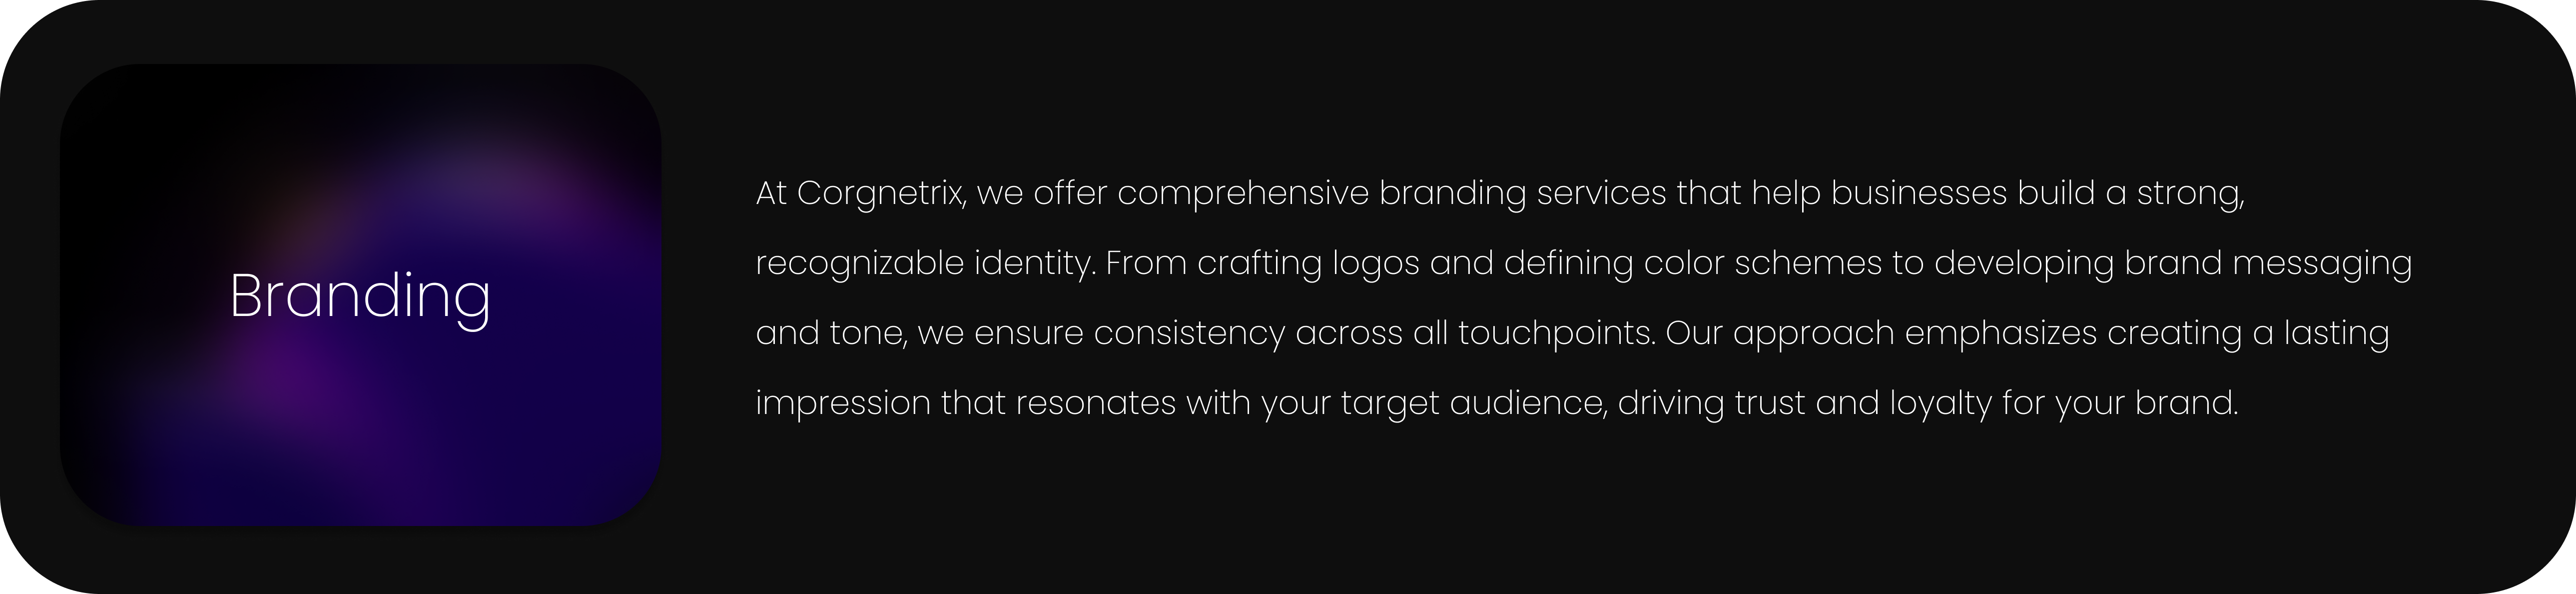 Branding
At Corgnetrix, we offer comprehensive branding services that help businesses build a strong,
recognizable identity. From crafting logos and defining color schemes to developing brand messaging
and tone, we ensure consistency across all touchpoints. Our approach emphasizes creating a lasting
impression that resonates with your target audience, driving trust and loyalty for your brand.